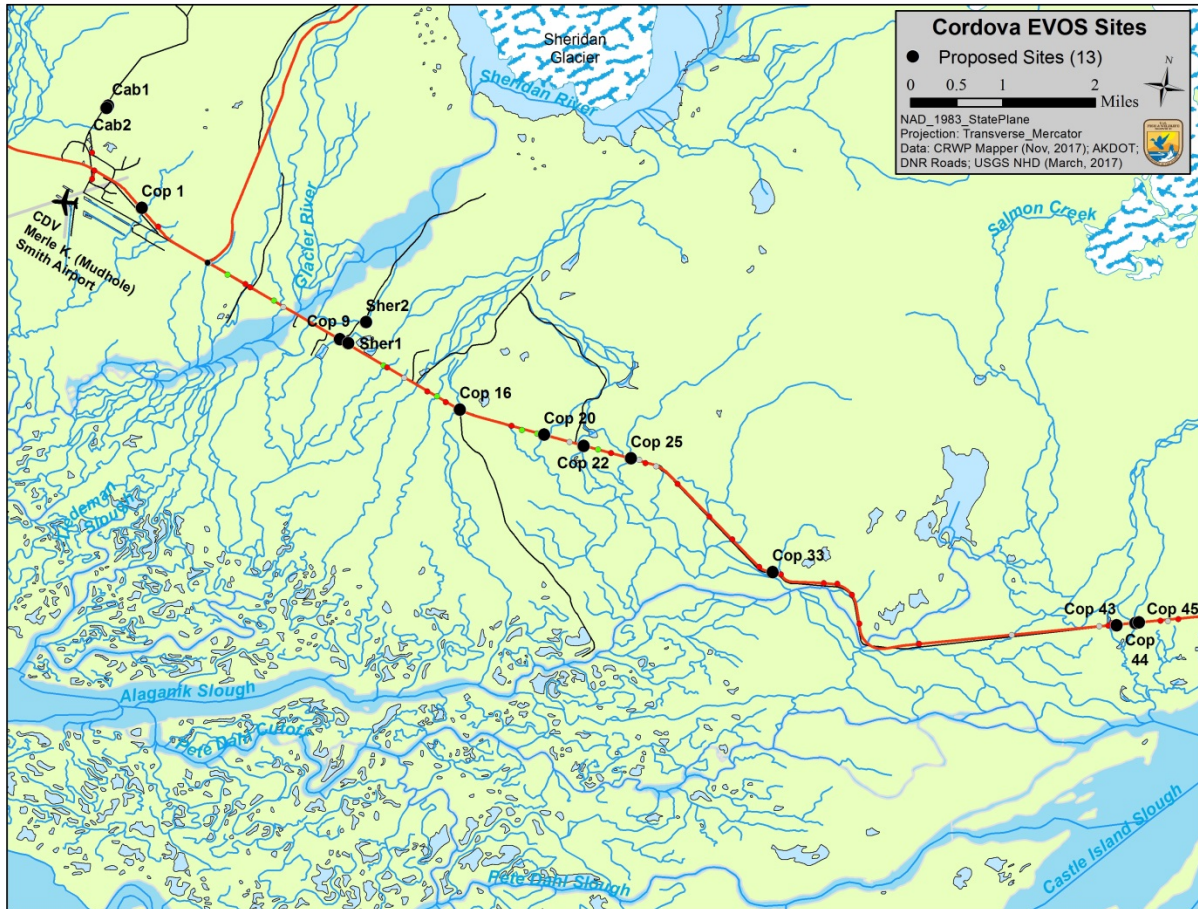 Cordova EVOS Sites
Proposed Sites (13)
N
0 0.5 1 2
Miles
NAD_1983_StatePlane
Projection: Transverse_Mercator
Data: CRWP Mapper (Nov, 2017); AKDOT;
DNR Roads; USGS NHD (March, 2017)
Sheridan
Glacier
Sheridan River
Cab1
Cab2
Cop 1
CDV
Merle K. (Mudhole)
Smith Airport
Glacier River
Salmon Creek
Sher2
Cop 9
Sher1
Cop 16
Cop 20
Cop 22
Cop 25
Tiedeman
Slough
Cop 33
Cop 43
Cop 45
Cop
44
Alaganik Slough
Pete Dahl Cutoff
Pete Dahl Slough
Castle Island Slough